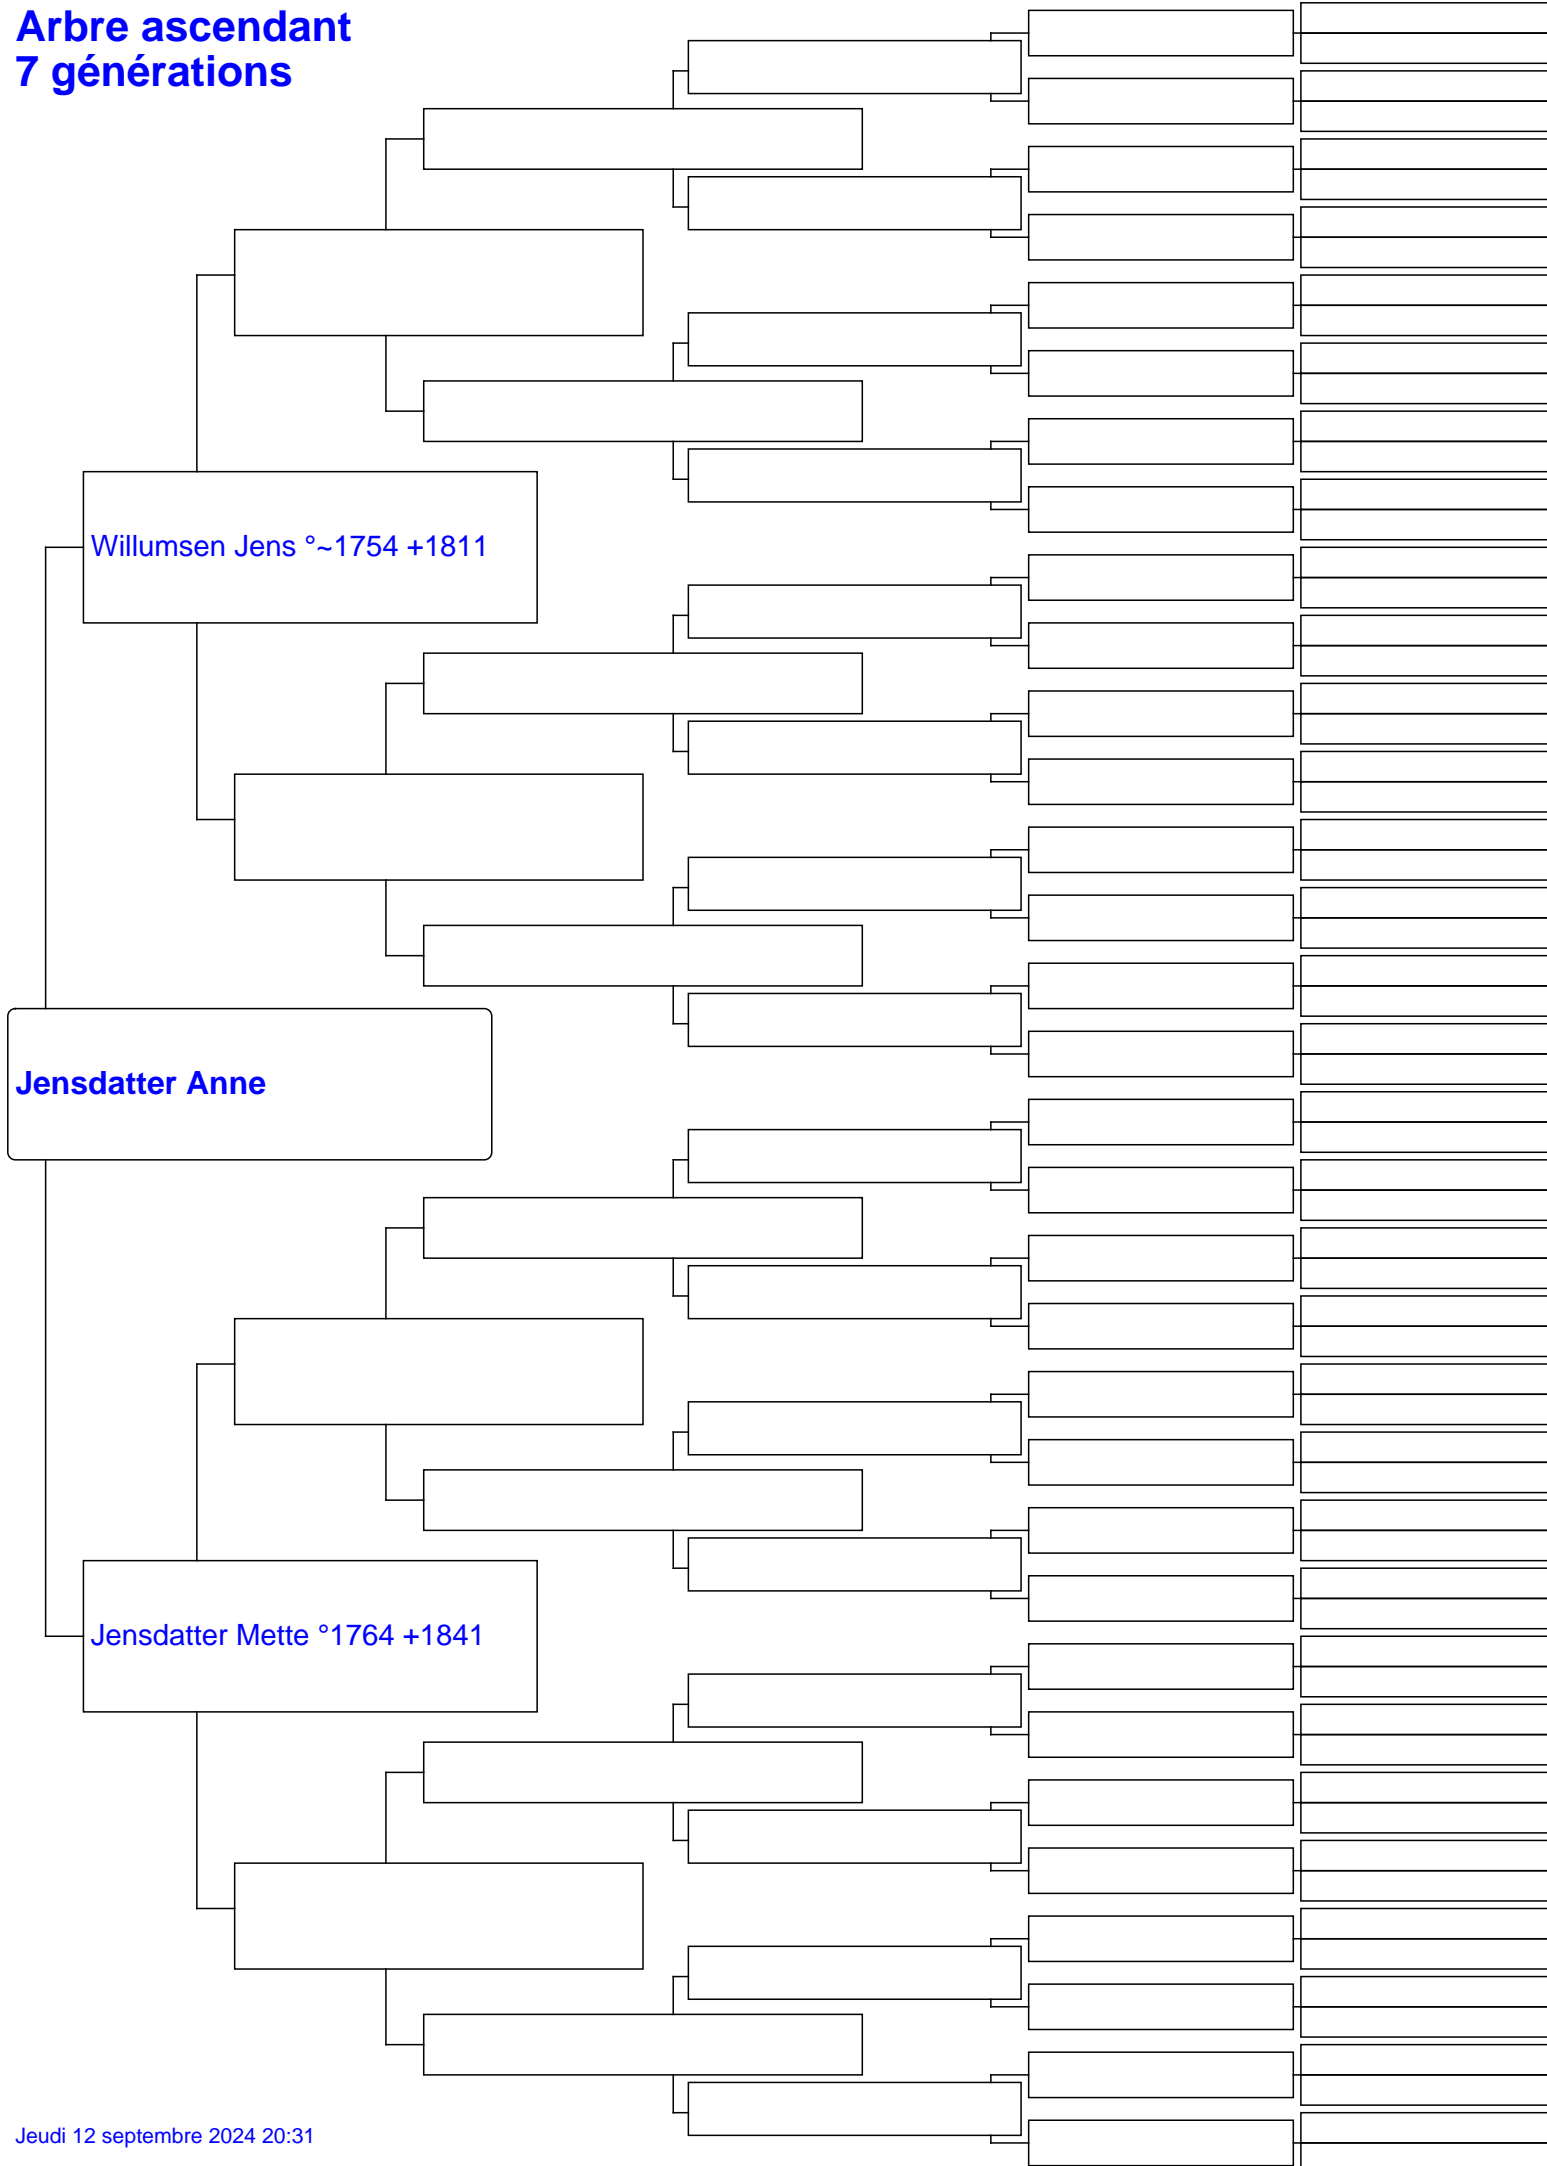 Arbre ascendant
7 générations
Willumsen Jens °~1754 +1811
Jensdatter Anne
Jensdatter Mette °1764 +1841
Jeudi 12 septembre 2024 20:31